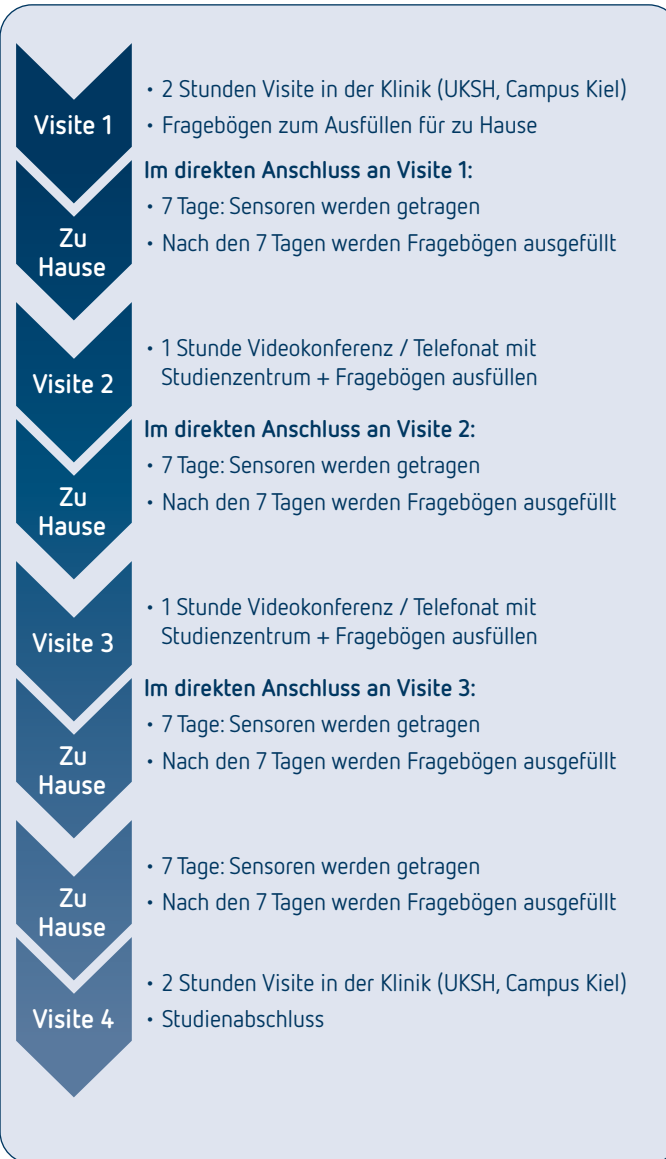 Visite 1
• 2 Stunden Visite in der Klinik (UKSH, Campus Kiel)
• Fragebögen zum Ausfüllen für zu Hause
Zu
Hause
Im direkten Anschluss an Visite 1:
• 7 Tage: Sensoren werden getragen
• Nach den 7 Tagen werden Fragebögen ausgefüllt
Visite 2
• 1 Stunde Videokonferenz / Telefonat mit
Studienzentrum + Fragebögen ausfüllen
Zu
Hause
Im direkten Anschluss an Visite 2:
• 7 Tage: Sensoren werden getragen
• Nach den 7 Tagen werden Fragebögen ausgefüllt
Visite 3
• 1 Stunde Videokonferenz / Telefonat mit
Studienzentrum + Fragebögen ausfüllen
Zu
Hause
Im direkten Anschluss an Visite 3:
• 7 Tage: Sensoren werden getragen
• Nach den 7 Tagen werden Fragebögen ausgefüllt
Zu
Hause
• 7 Tage: Sensoren werden getragen
• Nach den 7 Tagen werden Fragebögen ausgefüllt
Visite 4
• 2 Stunden Visite in der Klinik (UKSH, Campus Kiel)
• Studienabschluss